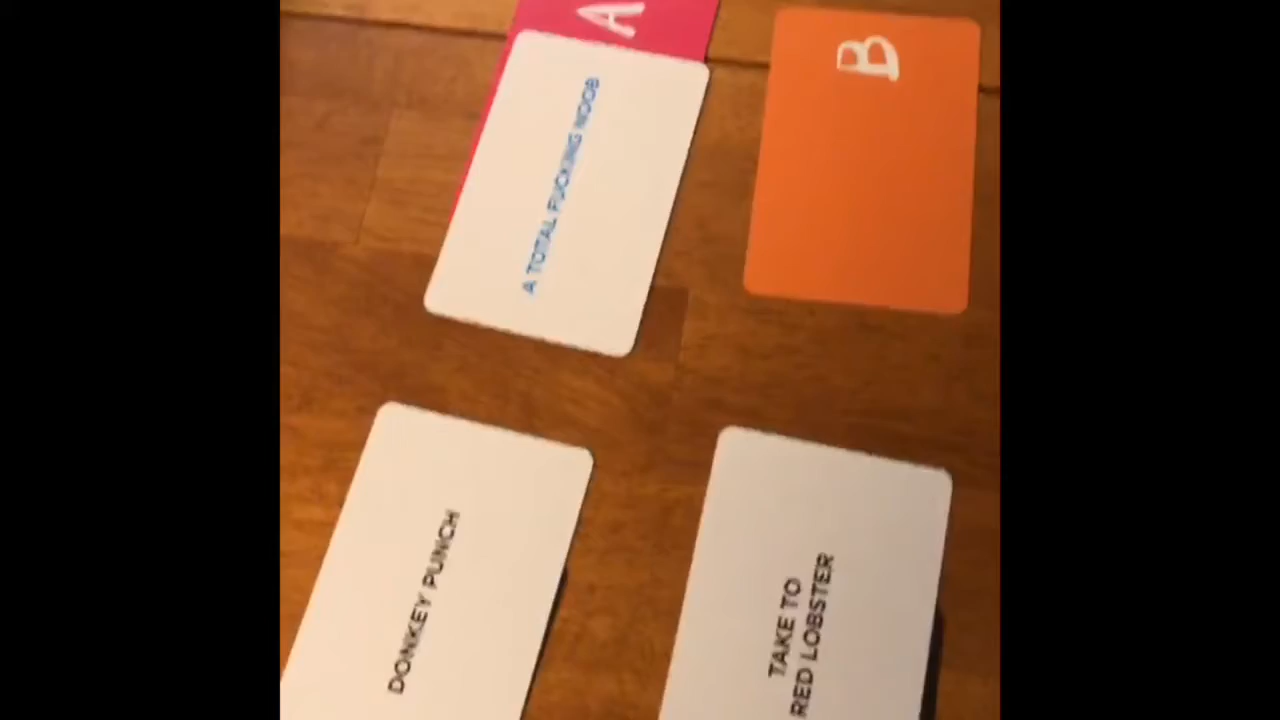 A
B
A TOTAL FUCKING NOOB
DONKEY PUNCH
TAKE TO
RED LOBSTER